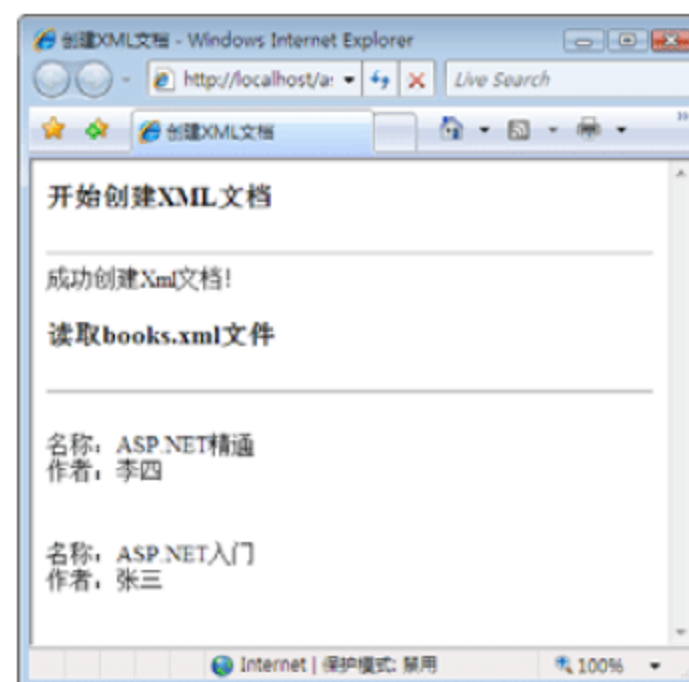 创建XML文档 - Windows Internet Explorer
http://localhost/a: Live Search
创建XML文档
开始创建XML文档
成功创建Xml文档!
读取books.xml文件
名称：ASP.NET精通
作者：李四
名称：ASP.NET入门
作者：张三
Internet | 保护模式: 禁用 100%